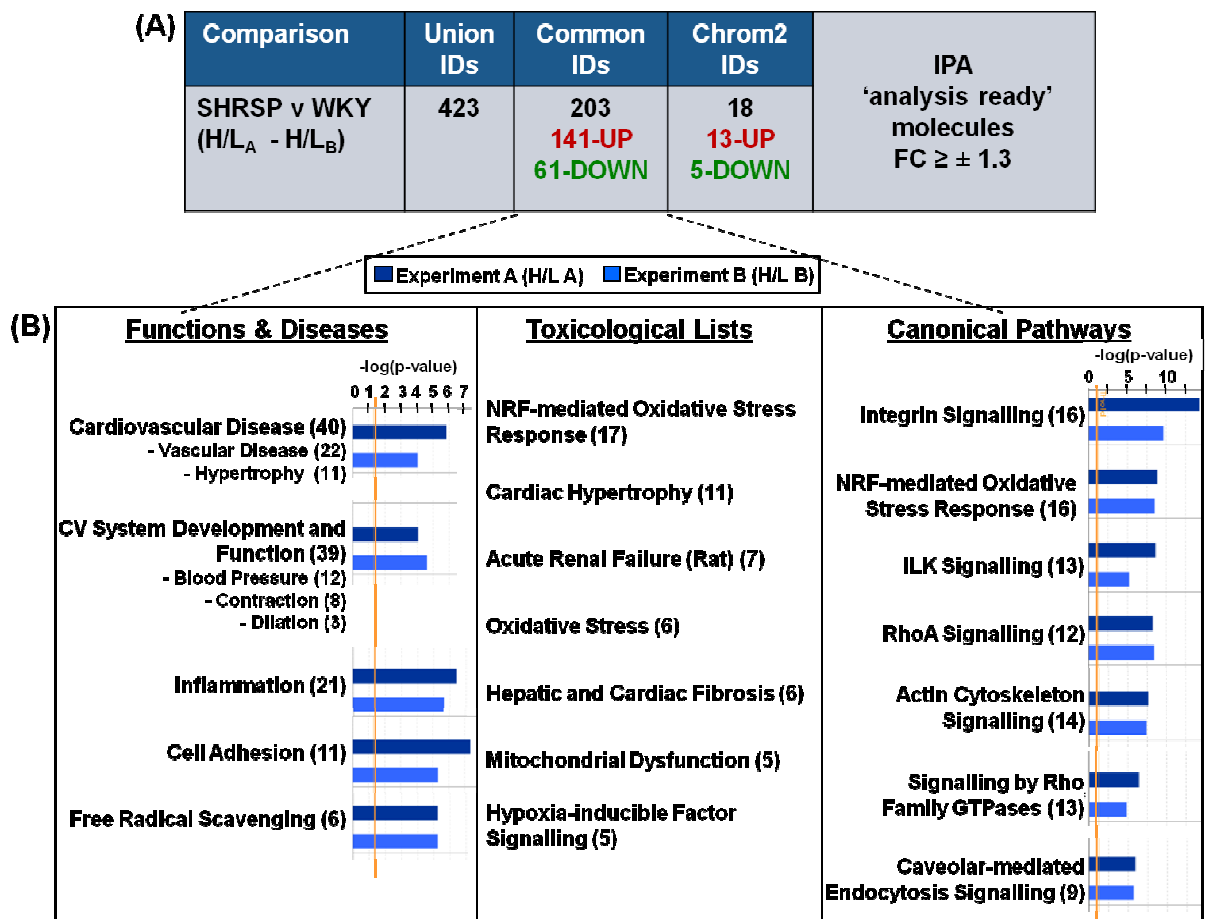 (A)
Comparison
Union
IDs
Common
IDs
Chrom2
IDs
IPA
‘analysis ready’
molecules
FC ≥ ± 1.3
SHRSP v WKY
(H/LA - H/LB)
423
203
141-UP
61-DOWN
18
13-UP
5-DOWN
Experiment A (H/L A) Experiment B (H/L B)
(B)
Functions & Diseases
-log(p-value)
0 1 2 3 4 5 6 7
Cardiovascular Disease (40)
- Vascular Disease (22)
- Hypertrophy (11)
CV System Development and
Function (39)
- Blood Pressure (12)
- Contraction (8)
- Dilation (3)
Inflammation (21)
Cell Adhesion (11)
Free Radical Scavenging (6)
Toxicological Lists
NRF-mediated Oxidative Stress
Response (17)
Cardiac Hypertrophy (11)
Acute Renal Failure (Rat) (7)
Oxidative Stress (6)
Hepatic and Cardiac Fibrosis (6)
Mitochondrial Dysfunction (5)
Hypoxia-inducible Factor
Signalling (5)
Canonical Pathways
-log(p-value)
0 5 10
Integrin Signalling (16)
NRF-mediated Oxidative
Stress Response (16)
ILK Signalling (13)
RhoA Signalling (12)
Actin Cytoskeleton
Signalling (14)
Signalling by Rho
Family GTPases (13)
Caveolar-mediated
Endocytosis Signalling (9)